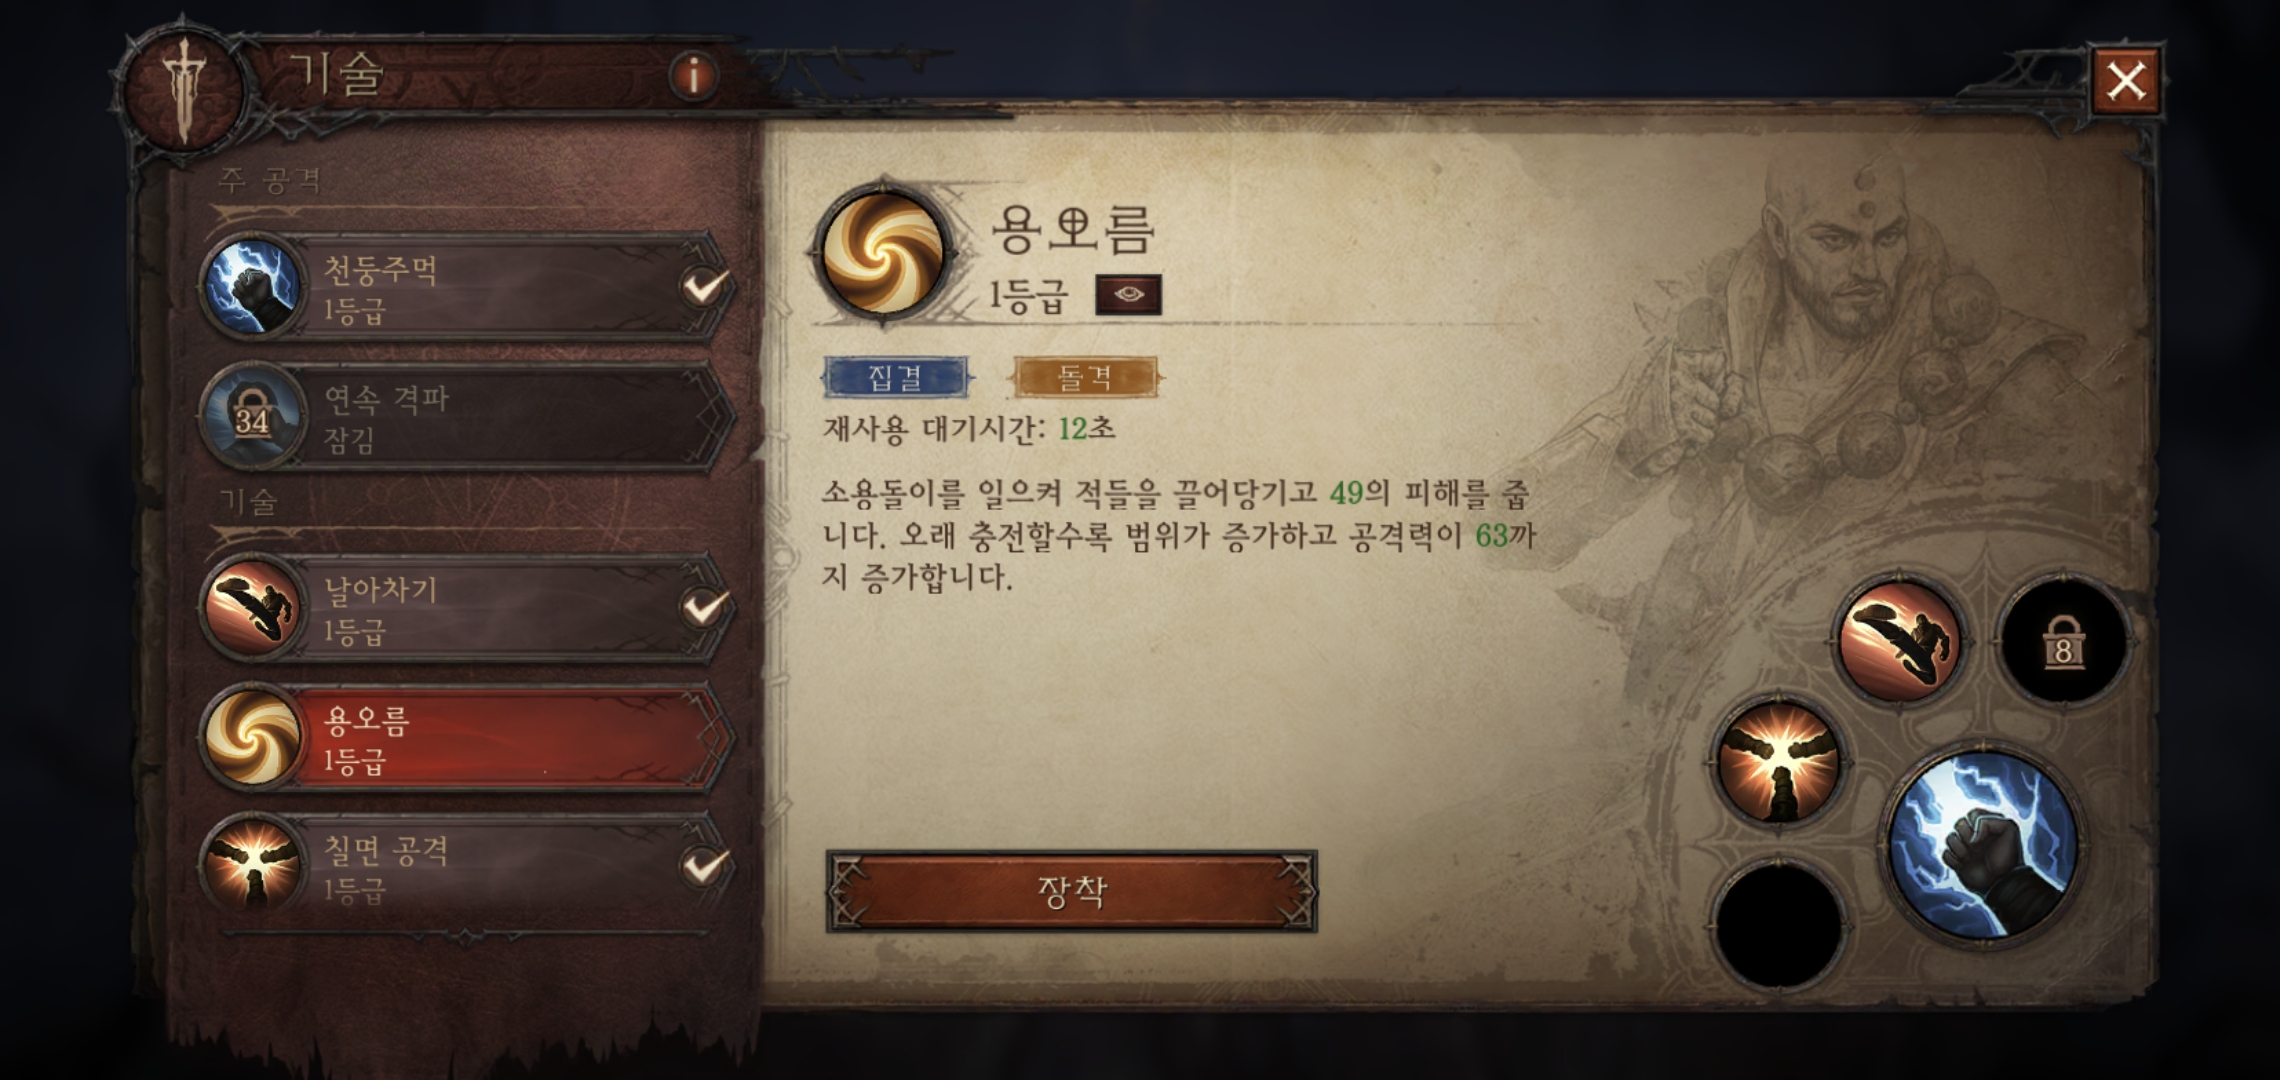 기술
주 공격
천둥주먹
1등급
34
연속 격파
잠김
기술
날아차기
1등급
용오름
1등급
칠면 공격
1등급
용오름
1등급
집결 돌격
재사용 대기시간: 12초
소용돌이를 일으켜 적들을 끌어당기고 49의 피해를 줍
니다. 오래 충전할수록 범위가 증가하고 공격력이 63까
지 증가합니다.
장착
8